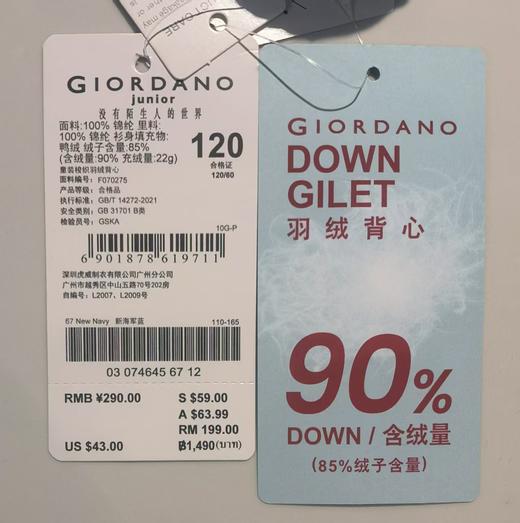 CT CARE
GIORDANO
junior
没有陌生人的世界
面料:100% 锦纶 里料:
100% 锦纶 衫身填充物:
鸭绒 绒子含量:85%
(含绒量:90% 充绒量:22g)
120
合格证
120/60
童装梭织羽绒背心
面料编号: F070275
产品等级: 合格品
执行标准: GB/T 14272-2021
安全类别: GB 31701 B类
检验员号: GSKA
10G-P
6 901878 619711
深圳虎威制衣有限公司广州分公司
广州市越秀区中山五路70号202房
自编号: L2007、L2009号
67 New Navy 新海军蓝 110-165
03 074645 67 12
RMB ¥290.00 S $59.00
A $63.99
RM 199.00
US $43.00 ฿1,490(บาท)
GIORDANO
DOWN
GILET
羽绒背心
90%
DOWN / 含绒量
(85%绒子含量)